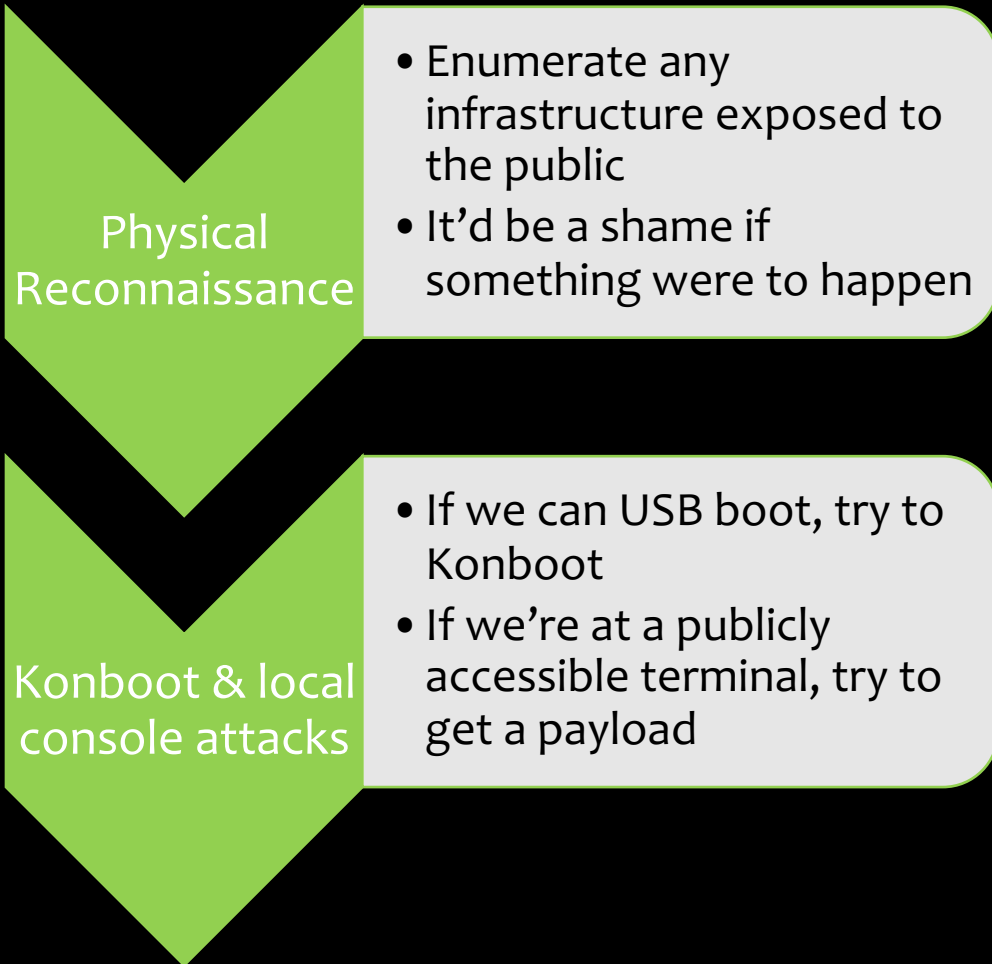 Physical
Reconnaissance
• Enumerate any
infrastructure exposed to
the public
• It’d be a shame if
something were to happen
Konboot & local
console attacks
• If we can USB boot, try to
Konboot
• If we’re at a publicly
accessible terminal, try to
get a payload